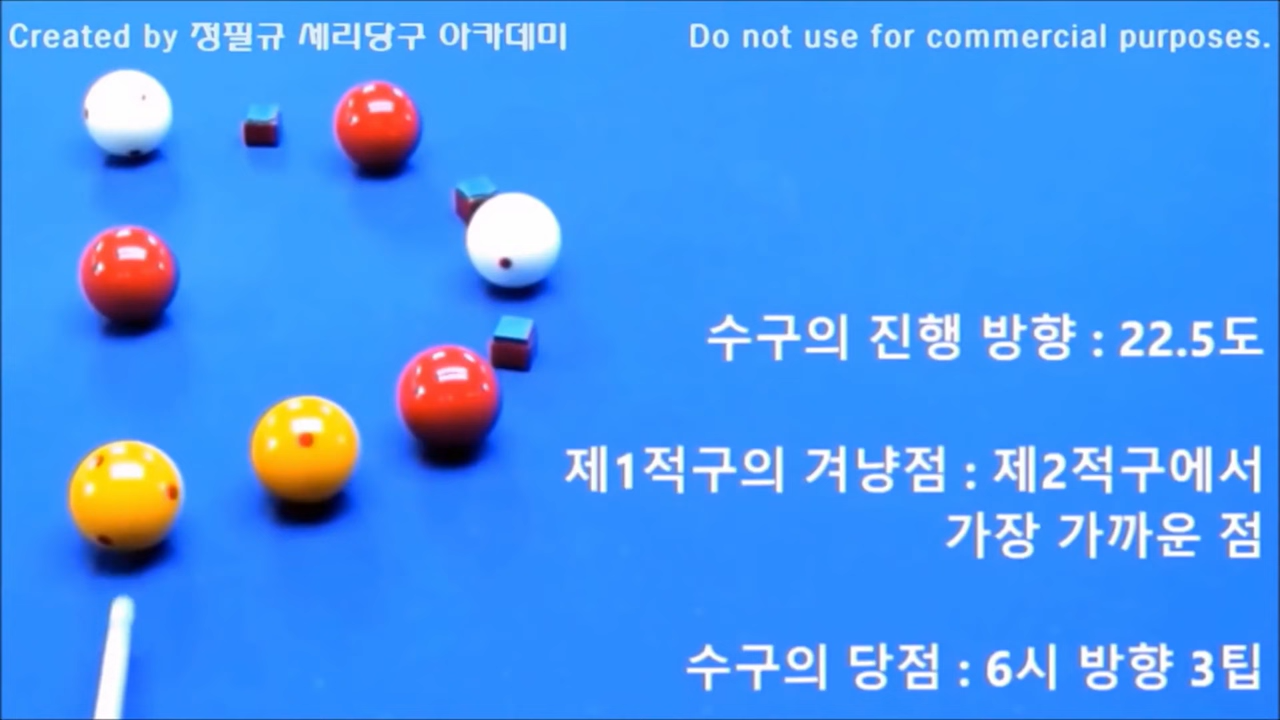 Created by 정필규 세리당구 아카데미
Do not use for commercial purposes.
수구의 진행 방향 : 22.5도
제1적구의 겨냥점 : 제2적구에서
가장 가까운 점
수구의 당점 : 6시 방향 3팁